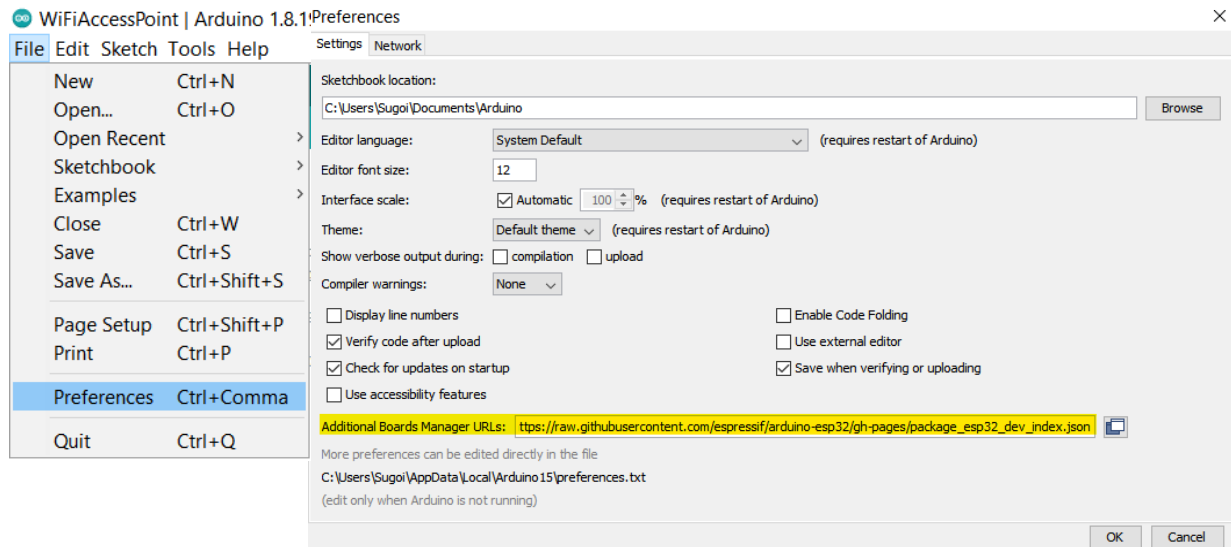 WiFiAccessPoint | Arduino 1.8.1
File Edit Sketch Tools Help
New Ctrl+N
Open... Ctrl+O
Open Recent
Sketchbook
Examples
Close Ctrl+W
Save Ctrl+S
Save As... Ctrl+Shift+S
Page Setup Ctrl+Shift+P
Print Ctrl+P
Preferences Ctrl+Comma
Quit Ctrl+Q
Preferences
Settings Network
Sketchbook location:
C:\Users\Sugoi\Documents\Arduino Browse
Editor language: System Default (requires restart of Arduino)
Editor font size: 12
Interface scale: Automatic 100 % (requires restart of Arduino)
Theme: Default theme (requires restart of Arduino)
Show verbose output during: compilation upload
Compiler warnings: None
Display line numbers Enable Code Folding
Verify code after upload Use external editor
Check for updates on startup Save when verifying or uploading
Use accessibility features
Additional Boards Manager URLs: ttps://raw.githubusercontent.com/espressif/arduino-esp32/gh-pages/package_esp32_dev_index.json
More preferences can be edited directly in the file
C:\Users\Sugoi\AppData\Local\Arduino15\preferences.txt
(edit only when Arduino is not running)
OK Cancel